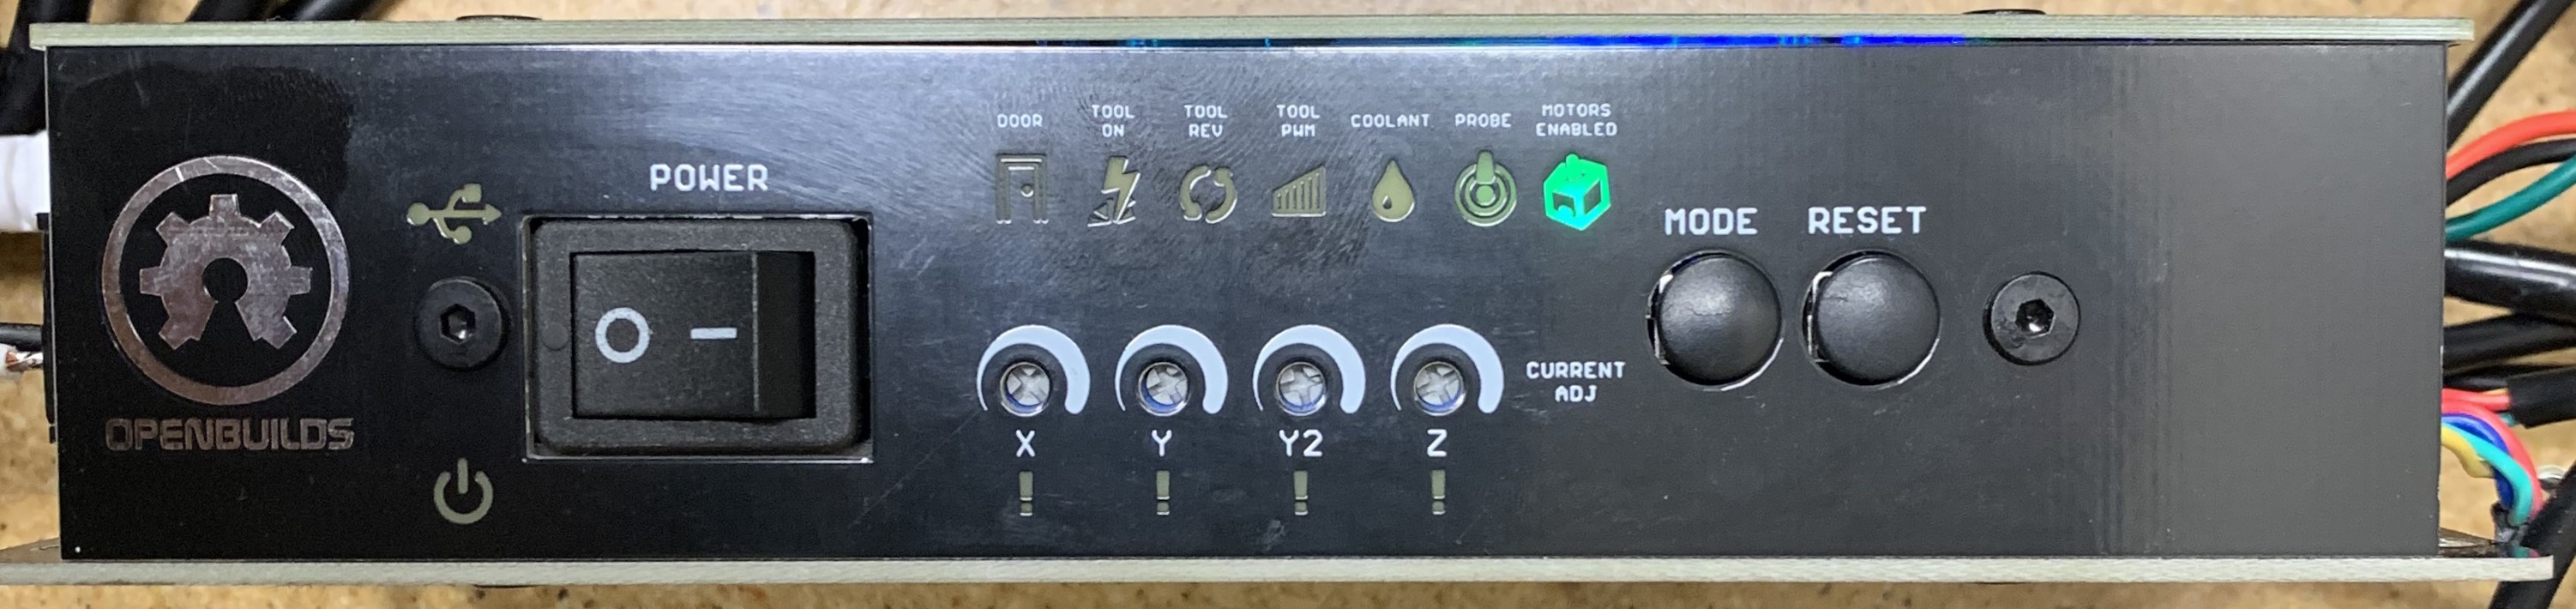 DOOR
TOOL
ON
TOOL
REV
TOOL
PWM
COOLANT
PROBE
MOTORS
ENABLED
POWER
MODE
RESET
O
CURRENT
ADJ
OPENBUILDS
X
Y
Y2
Z
!
!
!
!